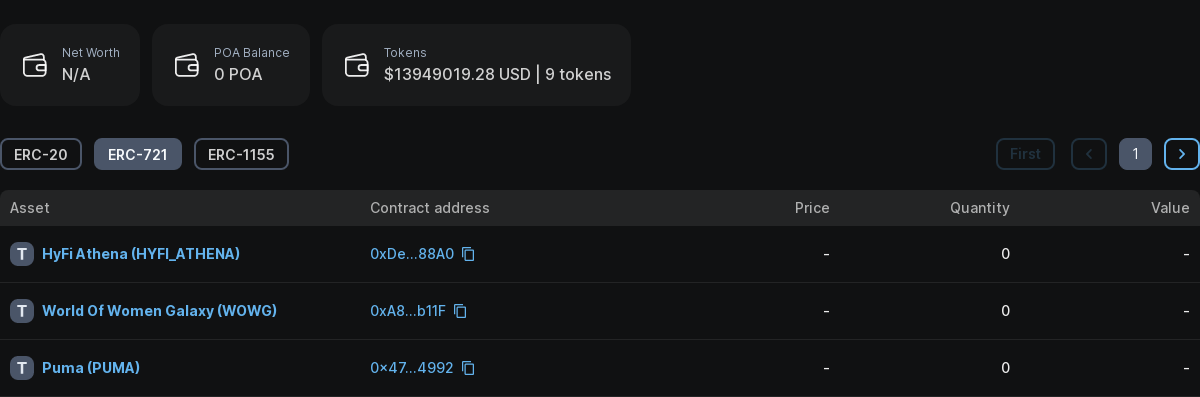 Net Worth
N/A
POA Balance
0 POA
Tokens
$13949019.28 USD | 9 tokens
ERC-20 ERC-721 ERC-1155 First 1
Asset Contract address Price Quantity Value
T HyFi Athena (HYFI_ATHENA) 0xDe...88A0 - 0 -
T World Of Women Galaxy (WOWG) 0xA8...b11F - 0 -
T Puma (PUMA) 0x47...4992 - 0 -